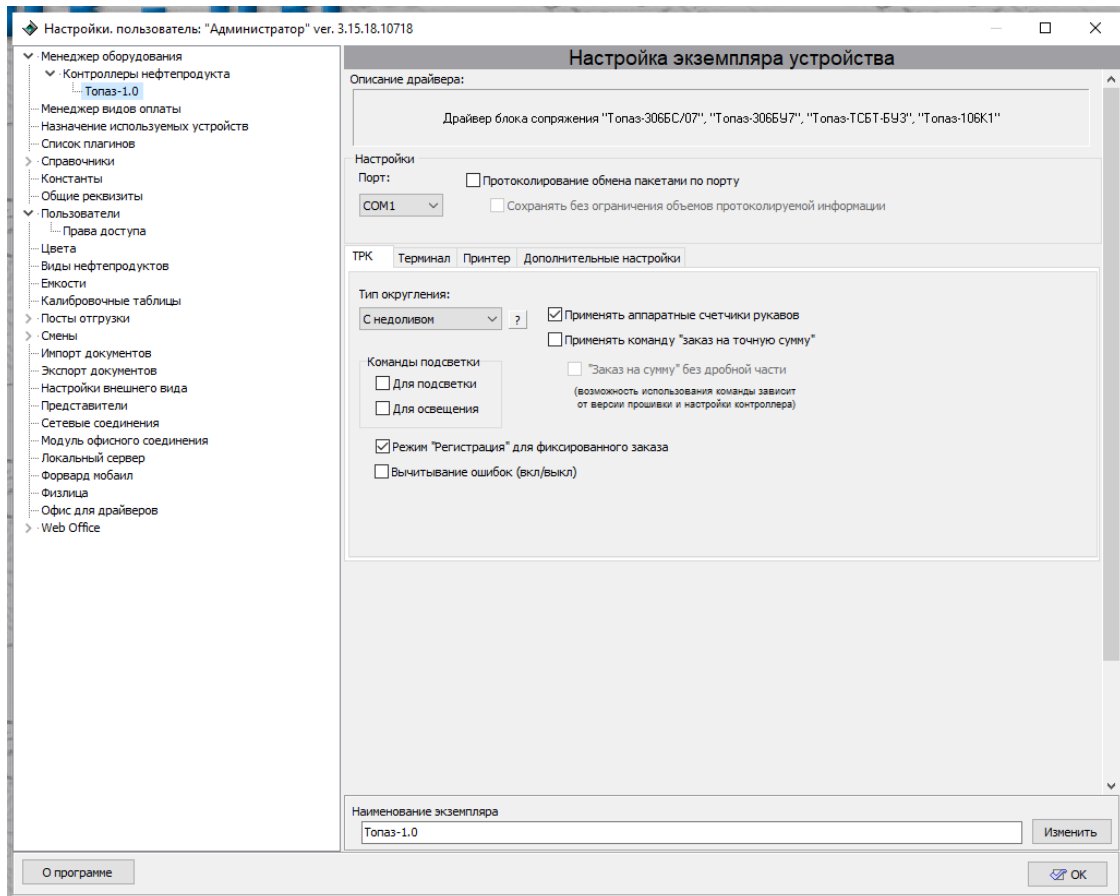 Настройки. пользователь: "Администратор" ver. 3.15.18.10718
Менеджер оборудования
Контроллеры нефтепродукта
Топаз-1.0
Менеджер видов оплаты
Назначение используемых устройств
Список плагинов
Справочники
Константы
Общие реквизиты
Пользователи
Права доступа
Цвета
Виды нефтепродуктов
Емкости
Калибровочные таблицы
Посты отгрузки
Смены
Импорт документов
Экспорт документов
Настройки внешнего вида
Представители
Сетевые соединения
Модуль офисного соединения
Локальный сервер
Форвард мобаил
Физлица
Офис для драйверов
Web Office
Настройка экземпляра устройства
Описание драйвера:
Драйвер блока сопряжения "Топаз-306БС/07", "Топаз-306БУ7", "Топаз-ТСБТ-БУ3", "Топаз-106К1"
Настройки
Порт:
Протоколирование обмена пакетами по порту
COM1
Сохранять без ограничения объемов протоколируемой информации
ТРК Терминал Принтер Дополнительные настройки
Тип округления:
С недоливом ?
Применять аппаратные счетчики рукавов
Применять команду "заказ на точную сумму"
"Заказ на сумму" без дробной части
(возможность использования команды зависит
от версии прошивки и настройки контроллера)
Команды подсветки
Для подсветки
Для освещения
Режим "Регистрация" для фиксированного заказа
Вычитывание ошибок (вкл/выкл)
Наименование экземпляра
Топаз-1.0
Изменить
О программе
OK